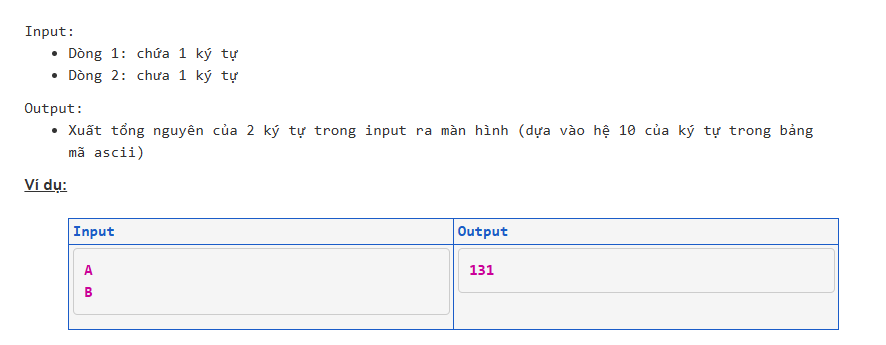 Input:
• Dòng 1: chứa 1 ký tự
• Dòng 2: chưa 1 ký tự
Output:
• Xuất tổng nguyên của 2 ký tự trong input ra màn hình (dựa vào hệ 10 của ký tự trong bảng
mã ascii)
Ví dụ:
Input Output
A 131
B